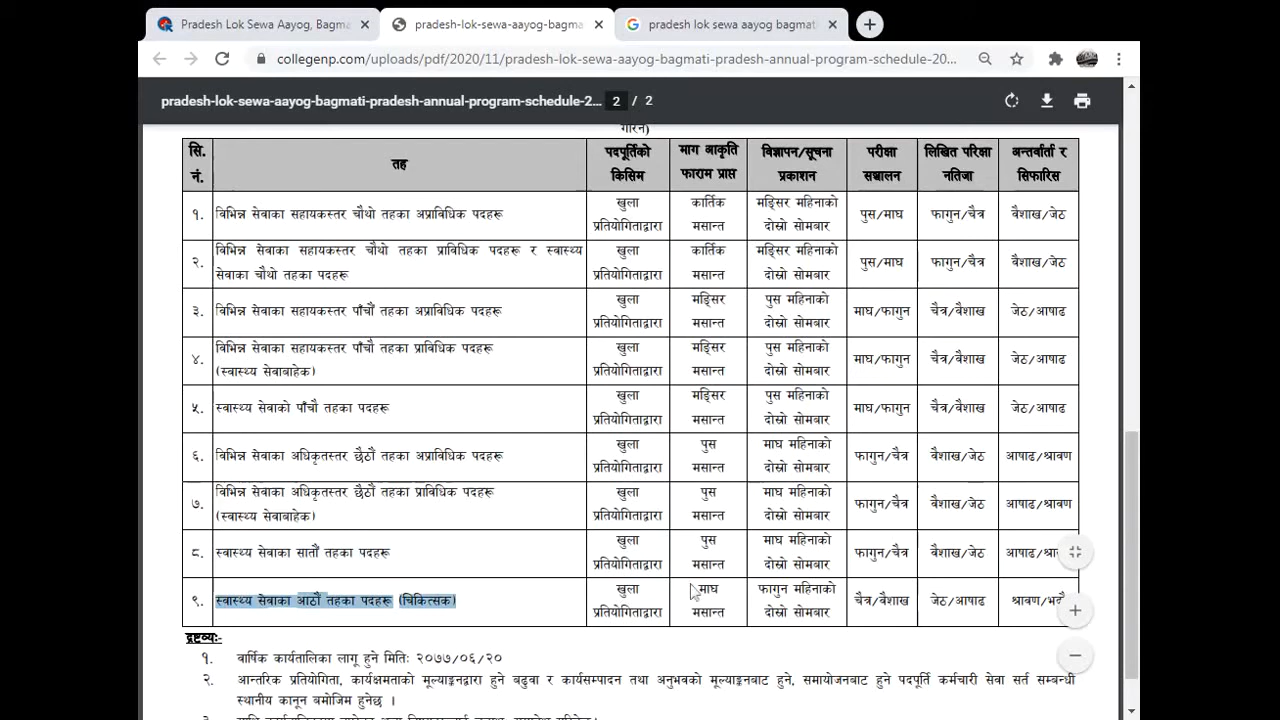 Pradesh Lok Sewa Aayog, Bagm
pradesh-lok-sewa-aayog-bagma
pradesh lok sewa aayog bagmati
collegenp.com/uploads/pdf/2020/11/pradesh-lok-sewa-aayog-bagmati-pradesh-annual-program-schedule-20...
pradesh-lok-sewa-aayog-bagmati-pradesh-annual-program-schedule-2... 2 / 2
गरिने)
सि. नं. तह पदपूर्तिको किसिम माग आकृति फाराम प्राप्त विज्ञापन/सूचना प्रकाशन परीक्षा सञ्चालन लिखित परिक्षा नतिजा अन्तर्वार्ता र सिफारिस
१. विभिन्न सेवाका सहायकस्तर चौथो तहका अप्राविधिक पदहरू खुला प्रतियोगिताद्वारा कार्तिक मसान्त मङ्सिर महिनाको दोस्रो सोमबार पुस/माघ फागुन/चैत्र वैशाख/जेठ
२. विभिन्न सेवाका सहायकस्तर चौथो तहका प्राविधिक पदहरू र स्वास्थ्य सेवाका चौथो तहका पदहरू खुला प्रतियोगिताद्वारा कार्तिक मसान्त मङ्सिर महिनाको दोस्रो सोमबार पुस/माघ फागुन/चैत्र वैशाख/जेठ
३. विभिन्न सेवाका सहायकस्तर पाँचौं तहका अप्राविधिक पदहरू खुला प्रतियोगिताद्वारा मङ्सिर मसान्त पुस महिनाको दोस्रो सोमबार माघ/फागुन चैत्र/वैशाख जेठ/आषाढ
४. विभिन्न सेवाका सहायकस्तर पाँचौ तहका प्राविधिक पदहरू (स्वास्थ्य सेवाबाहेक) खुला प्रतियोगिताद्वारा मङ्सिर मसान्त पुस महिनाको दोस्रो सोमबार माघ/फागुन चैत्र/वैशाख जेठ/आषाढ
५. स्वास्थ्य सेवाको पाँचौ तहका पदहरू खुला प्रतियोगिताद्वारा मङ्सिर मसान्त पुस महिनाको दोस्रो सोमबार माघ/फागुन चैत्र/वैशाख जेठ/आषाढ
६. विभिन्न सेवाका अधिकृतस्तर छैठौं तहका अप्राविधिक पदहरू खुला प्रतियोगिताद्वारा पुस मसान्त माघ महिनाको दोस्रो सोमबार फागुन/चैत्र वैशाख/जेठ आषाढ/श्रावण
७. विभिन्न सेवाका अधिकृतस्तर छैठौं तहका प्राविधिक पदहरू (स्वास्थ्य सेवाबाहेक) खुला प्रतियोगिताद्वारा पुस मसान्त माघ महिनाको दोस्रो सोमबार फागुन/चैत्र वैशाख/जेठ आषाढ/श्रावण
८. स्वास्थ्य सेवाका सातौं तहका पदहरू खुला प्रतियोगिताद्वारा पुस मसान्त माघ महिनाको दोस्रो सोमबार फागुन/चैत्र वैशाख/जेठ
९. स्वास्थ्य सेवाका आठौं तहका पदहरू (चिकित्सक) खुला प्रतियोगिताद्वारा माघ मसान्त फागुन महिनाको दोस्रो सोमबार चैत्र/वैशाख जेठ/आषाढ
द्रष्टव्यः-
१. वार्षिक कार्यतालिका लागू हुने मितिः २०७७/०६/२०
२. आन्तरिक प्रतियोगिता, कार्यक्षमताको मूल्याङ्कनद्वारा हुने बढुवा र कार्यसम्पादन तथा अनुभवको मूल्याङ्कनबाट हुने, समायोजनबाट हुने पदपूर्ति कर्मचारी सेवा सर्त सम्बन्धी
स्थानीय कानून बमोजिम हुनेछ ।